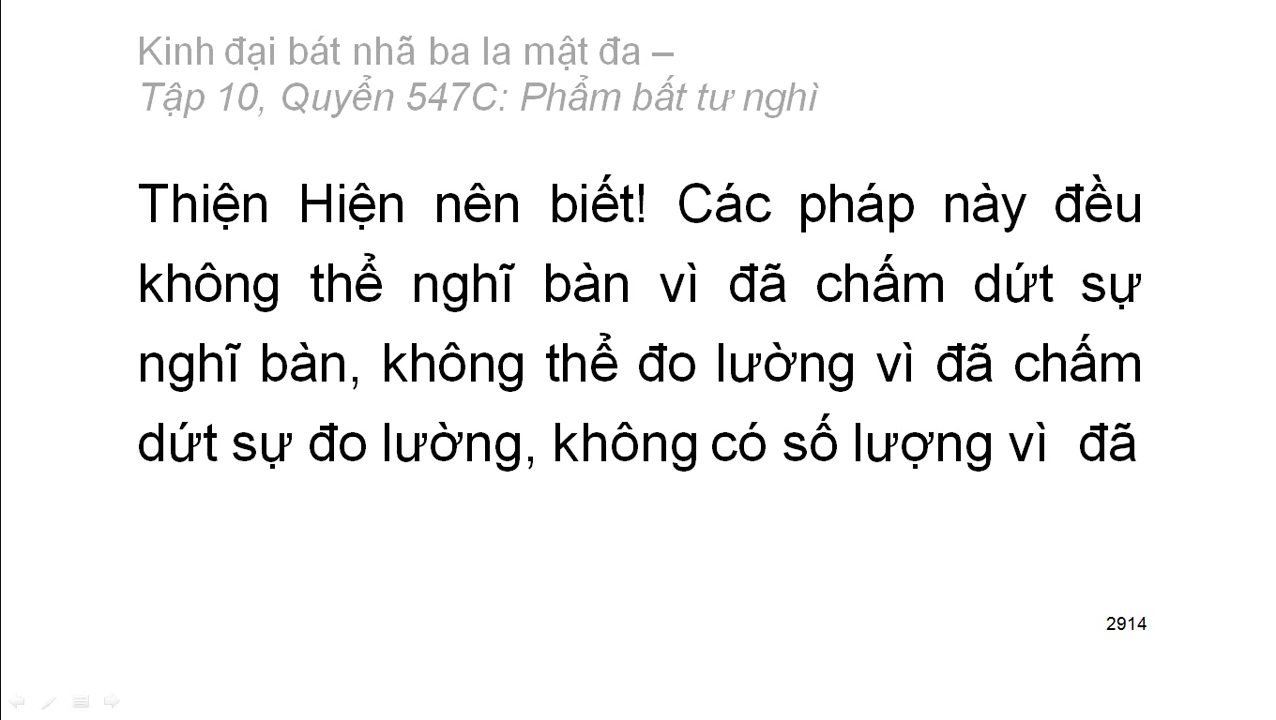 Kinh đại bát nhã ba la mật đa –
Tập 10, Quyển 547C: Phẩm bất tư nghì
Thiện Hiện nên biết! Các pháp này đều
không thể nghĩ bàn vì đã chấm dứt sự
nghĩ bàn, không thể đo lường vì đã chấm
dứt sự đo lường, không có số lượng vì đã
2914